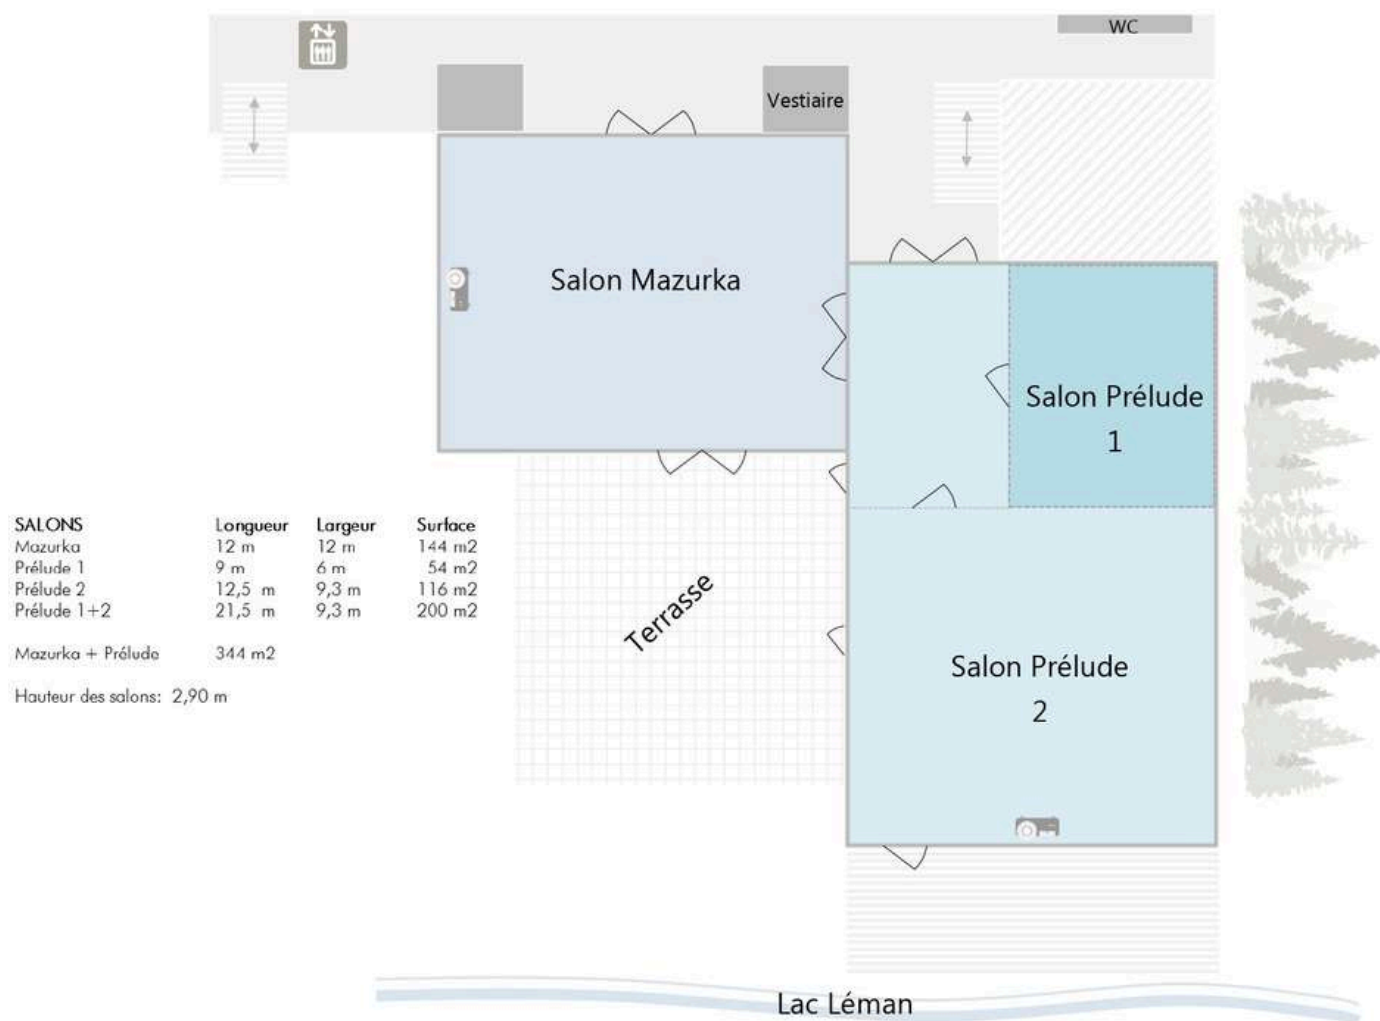 WC
Vestiaire
Salon Mazurka
Salon Prélude
1
SALONS Longueur Largeur Surface
Mazurka 12 m 12 m 144 m2
Prélude 1 9 m 6 m 54 m2
Prélude 2 12,5 m 9,3 m 116 m2
Prélude 1+2 21,5 m 9,3 m 200 m2
Mazurka + Prélude 344 m2
Hauteur des salons: 2,90 m
Terrasse
Salon Prélude
2
Lac Léman